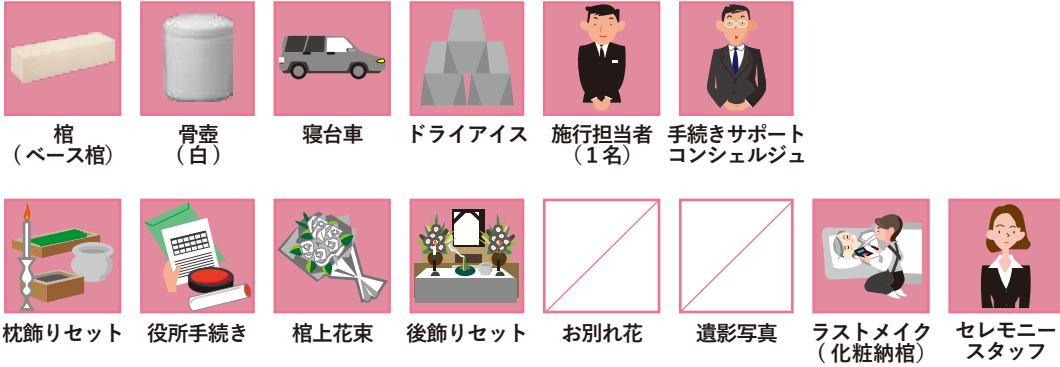 棺
（ベース棺）
骨壺
（白）
寝台車
ドライアイス
施行担当者
（１名）
手続きサポート
コンシェルジュ
枕飾りセット
役所手続き
棺上花束
後飾りセット
お別れ花
遺影写真
ラストメイク
（化粧納棺）
セレモニー
スタッフ